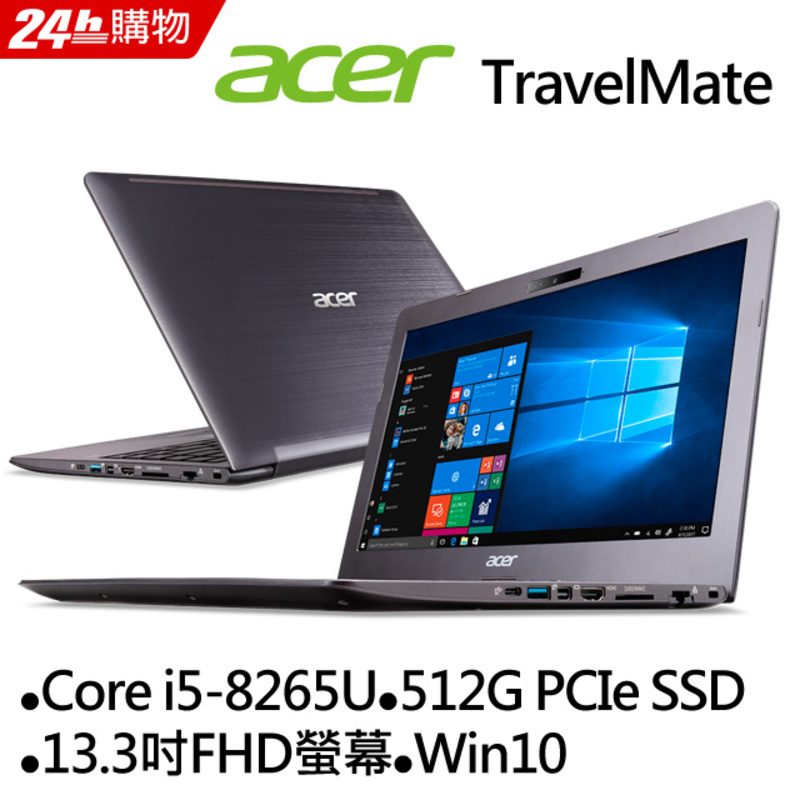 24h購物
acer TravelMate
acer
acer
●Core i5-8265U●512G PCIe SSD
●13.3吋FHD螢幕●Win10